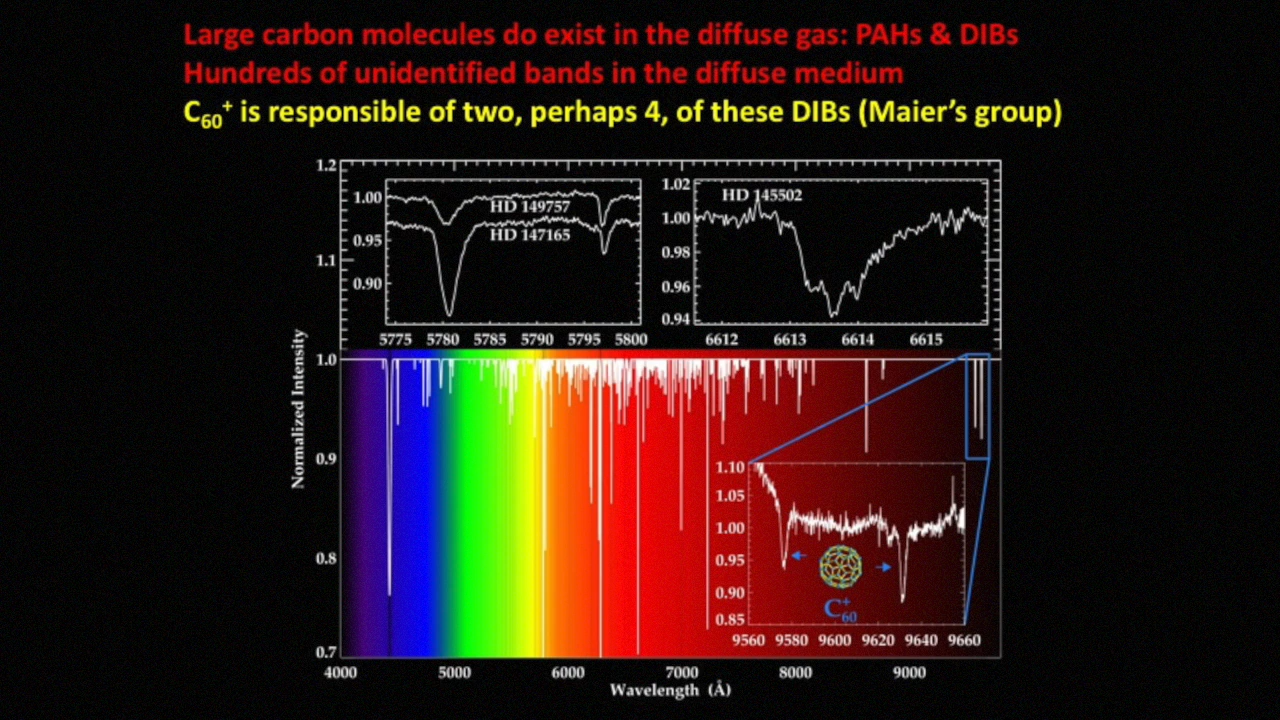 Large carbon molecules do exist in the diffuse gas: PAHs & DIBs
Hundreds of unidentified bands in the diffuse medium
C60+ is responsible of two, perhaps 4, of these DIBs (Maier's group)
1.2
1.1
1.0
0.9
0.8
0.7
Normalized Intensity
1.00
0.95
0.90
HD 149757
HD 147165
5775 5780 5785 5790 5795 5800
1.02
1.00
0.98
0.96
0.94
HD 145502
6612 6613 6614 6615
1.10
1.05
1.00
0.95
0.90
0.85
C60+
9560 9580 9600 9620 9640 9660
4000 5000 6000 7000 8000 9000
Wavelength (Å)